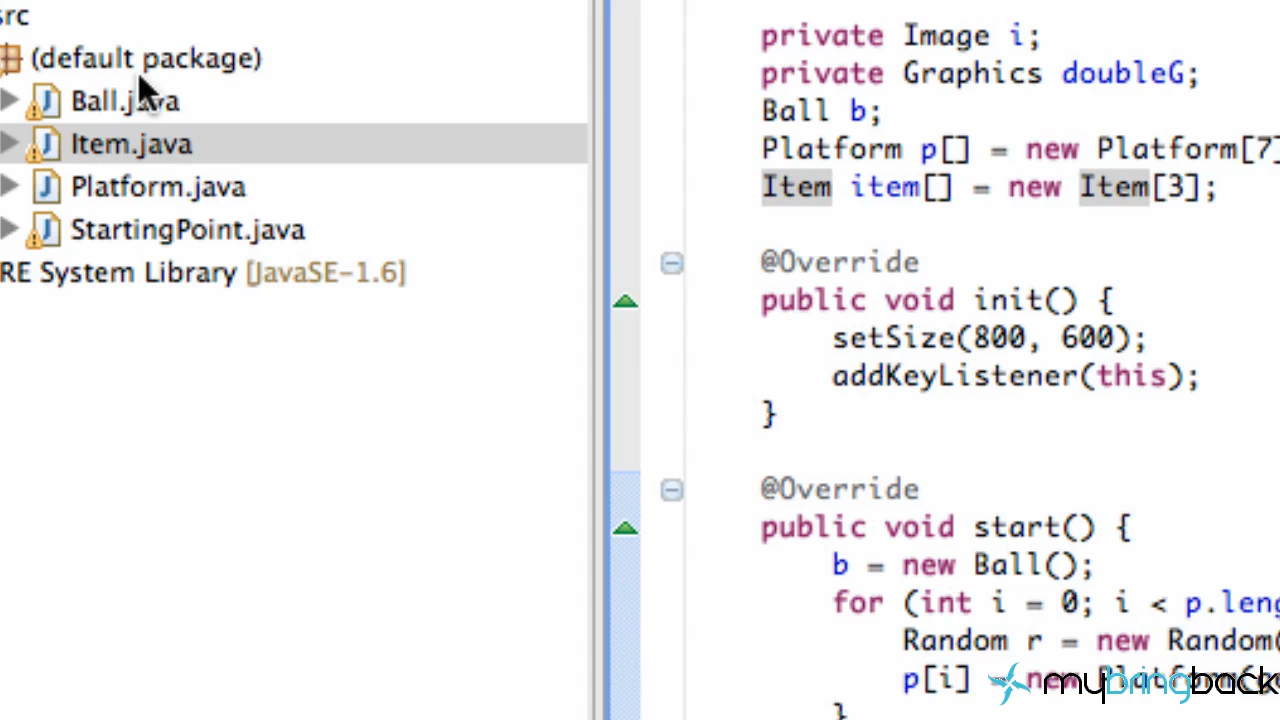 src
(default package)
Ball.java
Item.java
Platform.java
StartingPoint.java
RE System Library [JavaSE-1.6]
private Image i;
private Graphics doubleG;
Ball b;
Platform p[] = new Platform[7]
Item item[] = new Item[3];
@Override
public void init() {
setSize(800, 600);
addKeyListener(this);
}
@Override
public void start() {
b = new Ball();
for (int i = 0; i < p.leng
Random r = new Random(
p[i] = new Platform(
}
mybringback